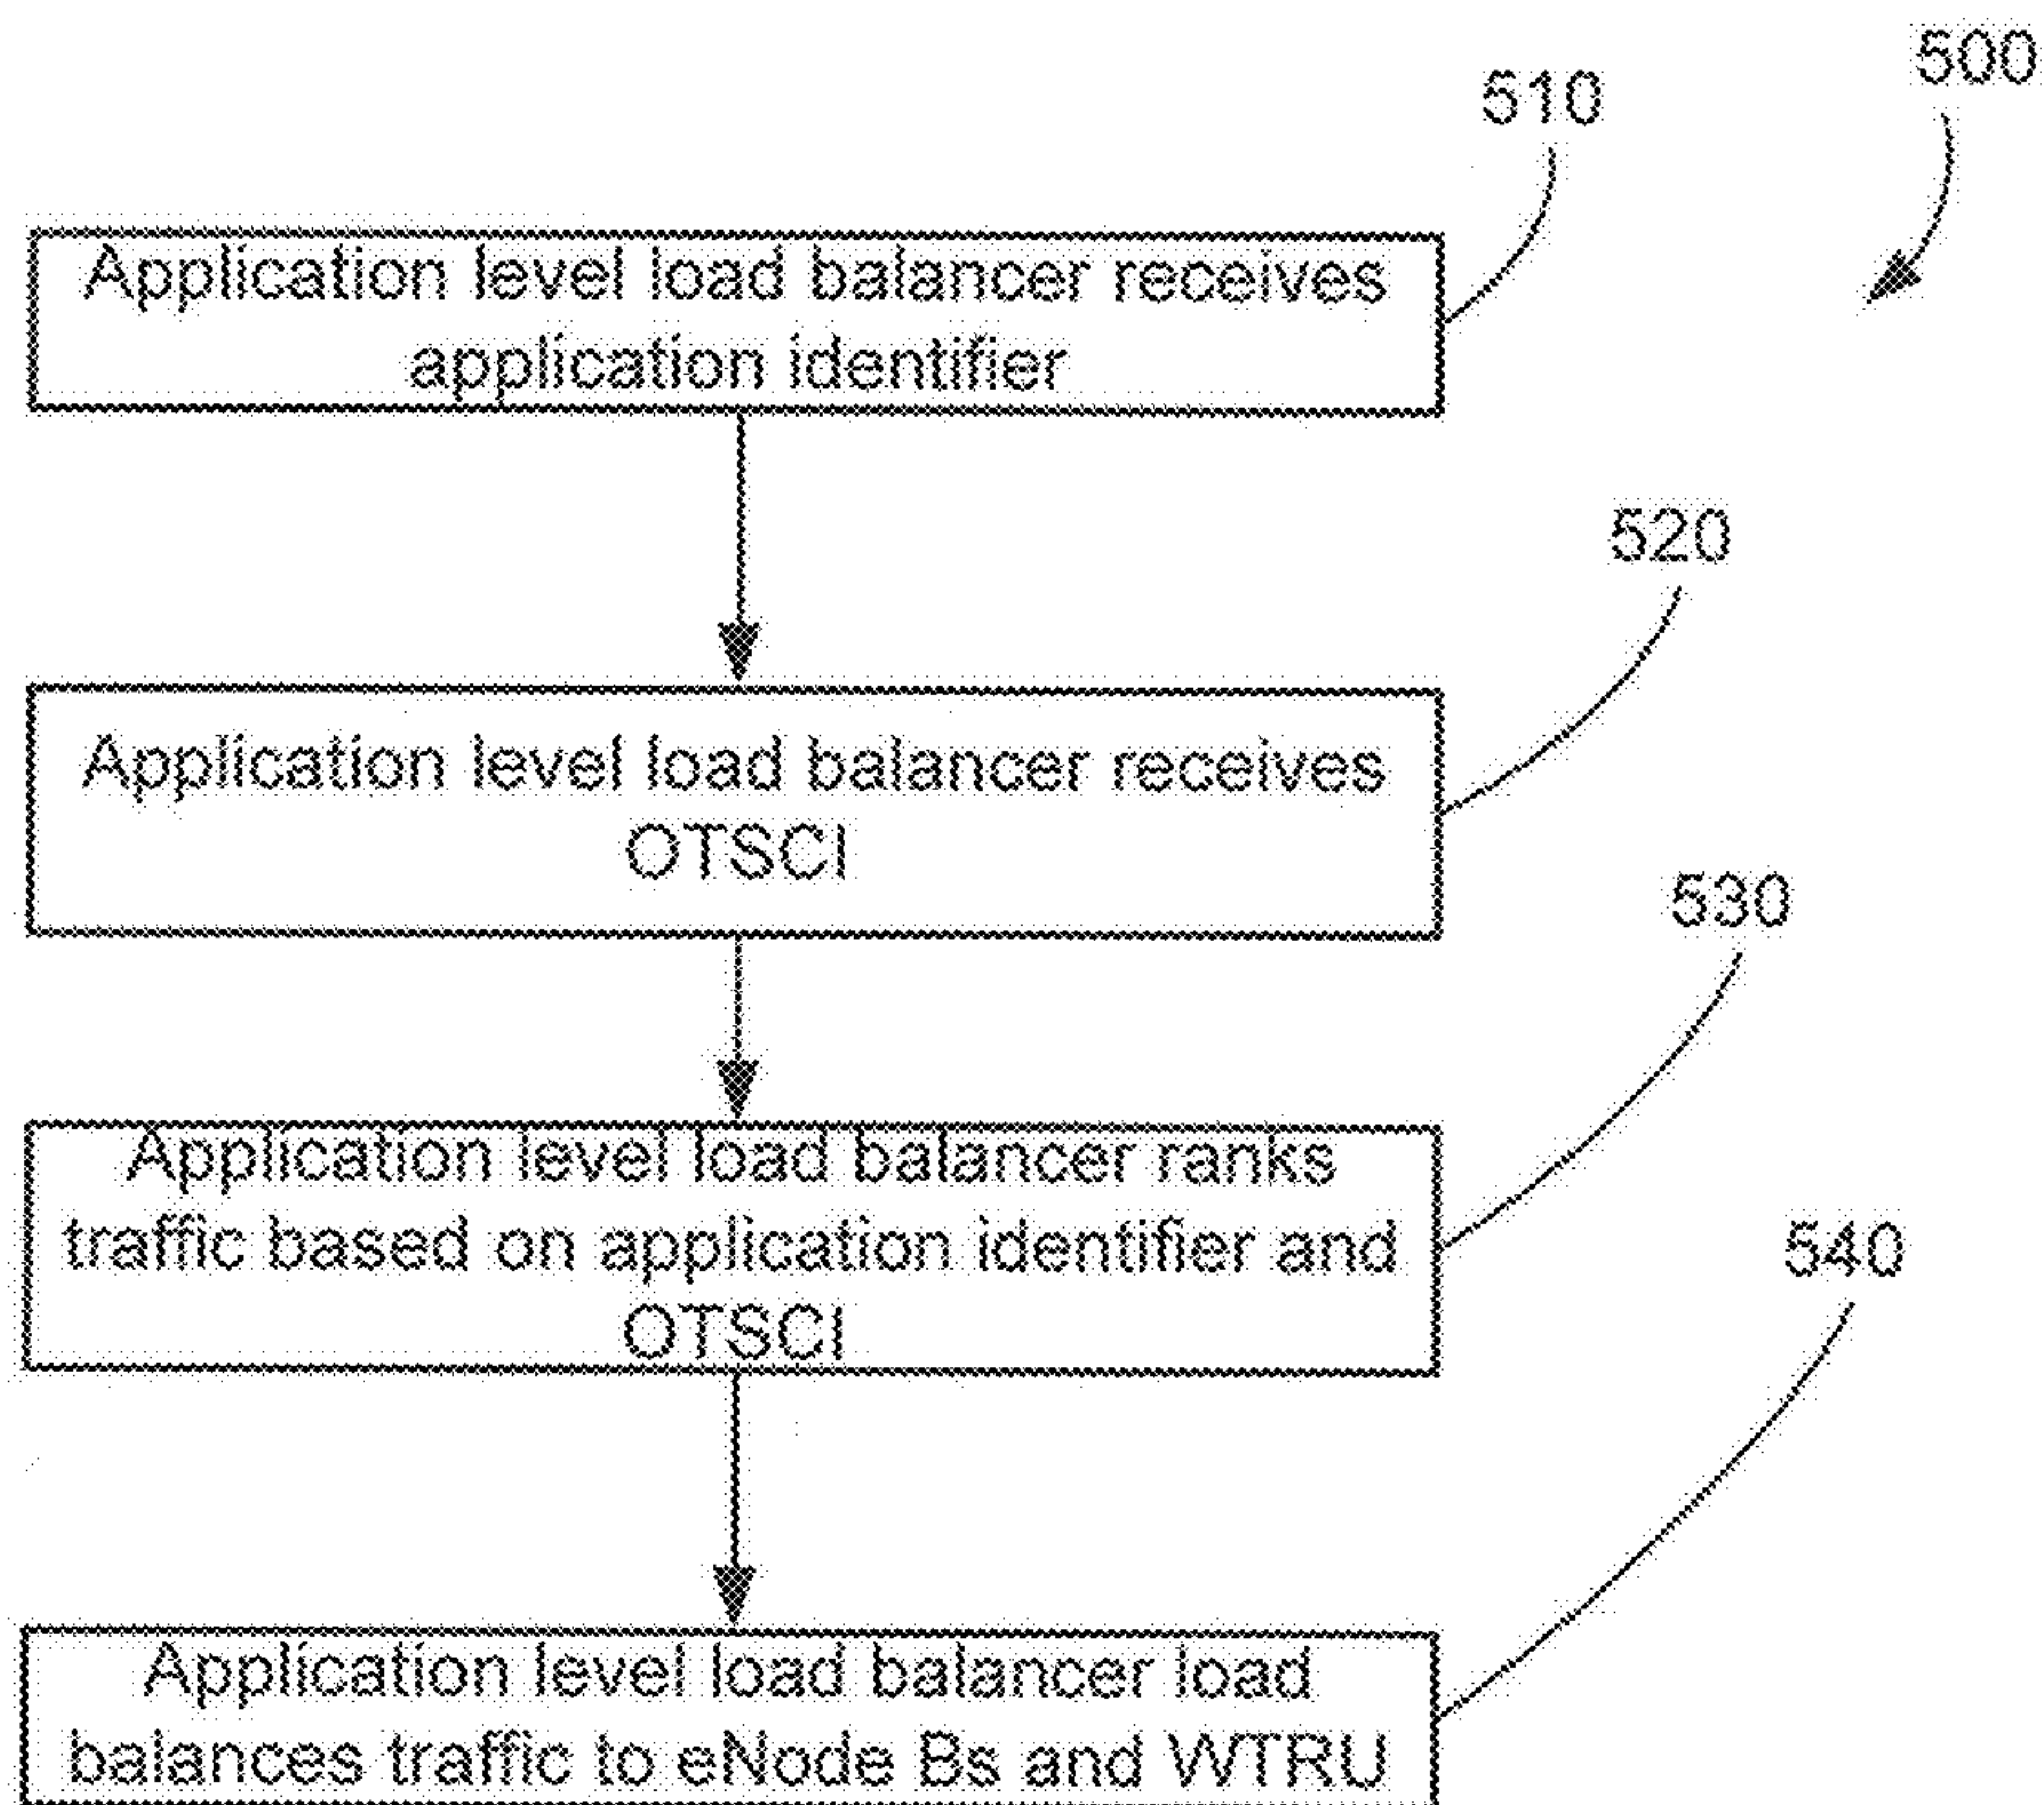 500
510
Application level load balancer receives
application identifier
520
Application level load balancer receives
OTSCI
530
Application level load balancer ranks
traffic based on application identifier and
OTSCI
540
Application level load balancer load
balances traffic to eNode Bs and WTRU